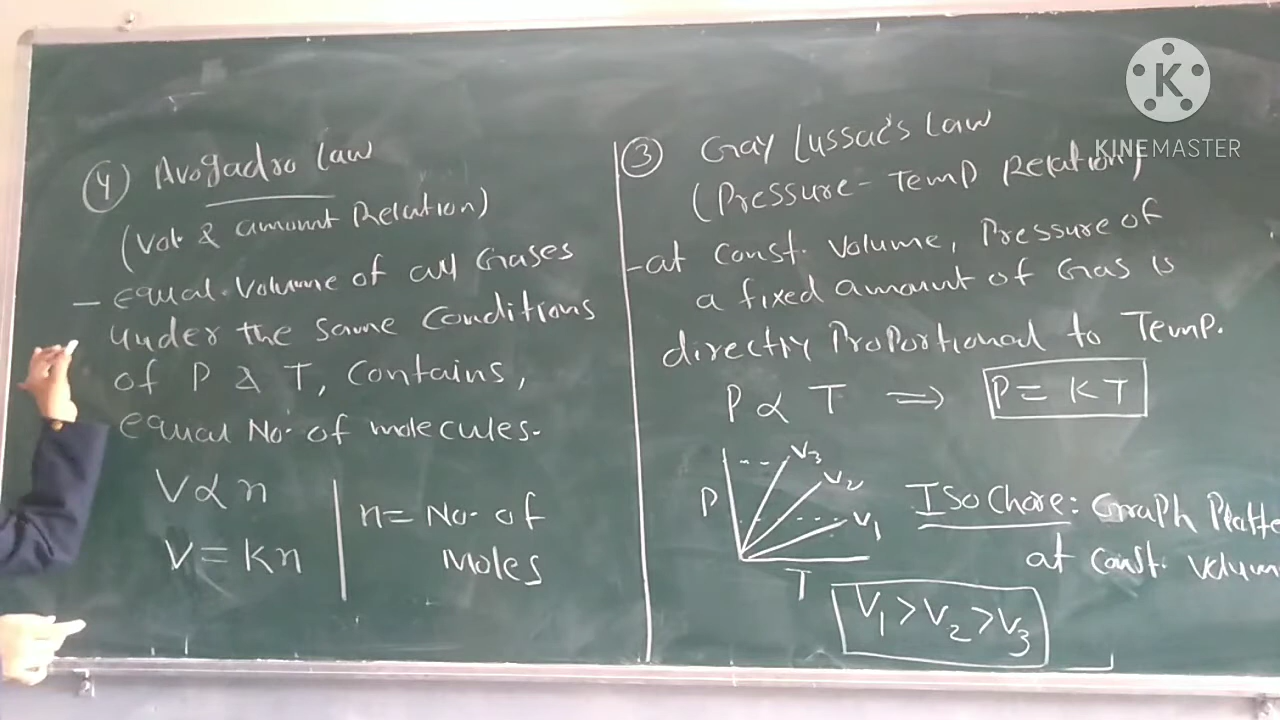 ④ Avogadro Law
(Vol. & amount Relation)
– equal Volume of all Gases
under the same Conditions
of P & T, Contains,
equal No. of molecules.
V ∝ n
V = Kn
n = No. of
Moles
③ Gay Lussac's Law
(Pressure - Temp Relation)
- at Const. Volume, Pressure of
a fixed amount of Gas is
directly Proportional to Temp.
P ∝ T ⇒ P = KT
V₃
V₂
V₁
P
T
IsoChore: Graph Platte
at const. volum
V₁ > V₂ > V₃
K
KINEMASTER